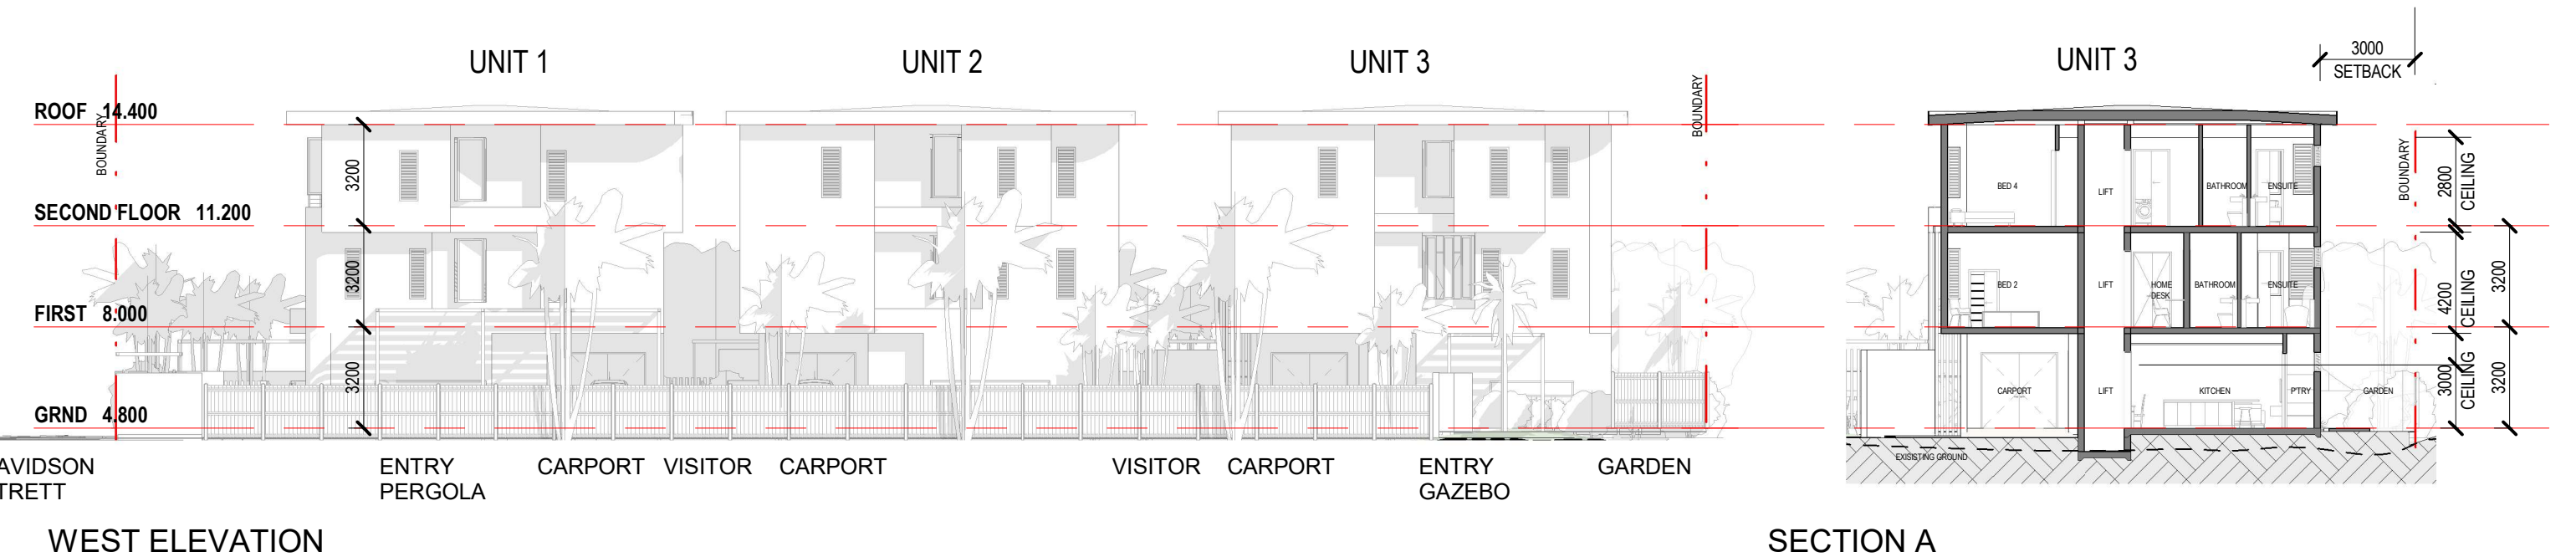 UNIT 1
UNIT 2
UNIT 3
UNIT 3
3000
SETBACK
ROOF 14.400
BOUNDARY
BOUNDARY
BOUNDARY
3200
2800
CEILING
BED 4
LIFT
BATHROOM
ENSUITE
SECOND FLOOR 11.200
3200
4200
CEILING
3200
BED 2
LIFT
HOME
DESK
BATHROOM
ENSUITE
FIRST 8.000
3200
3000
CEILING
3200
CARPORT
LIFT
KITCHEN
P'TRY
GARDEN
GRND 4.800
EXISISTING GROUND
AVIDSON
TRETT
ENTRY
PERGOLA
CARPORT
VISITOR
CARPORT
VISITOR
CARPORT
ENTRY
GAZEBO
GARDEN
WEST ELEVATION
SECTION A